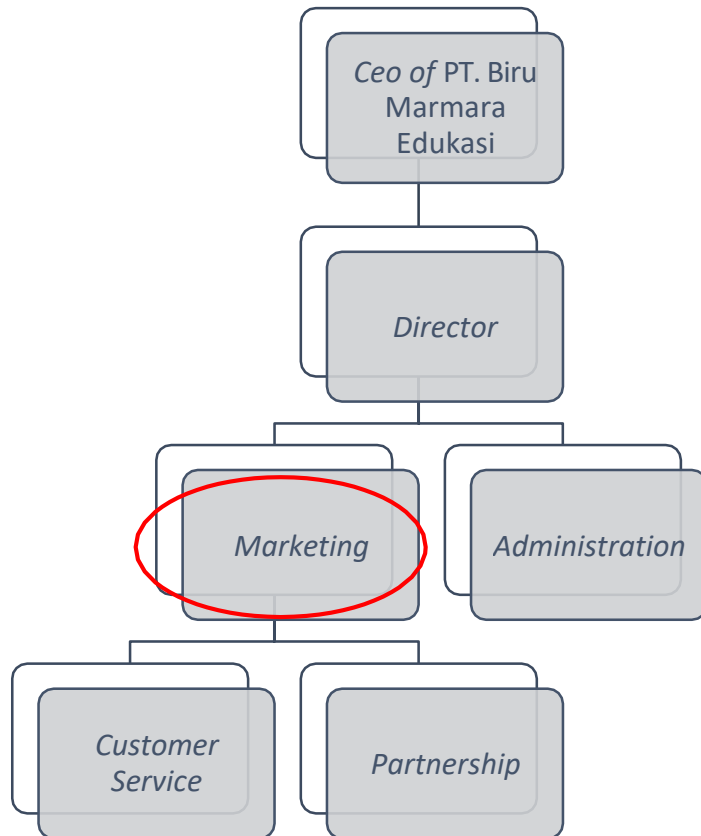 Ceo of PT. Biru
Marmara
Edukasi
Director
Marketing
Administration
Customer
Service
Partnership